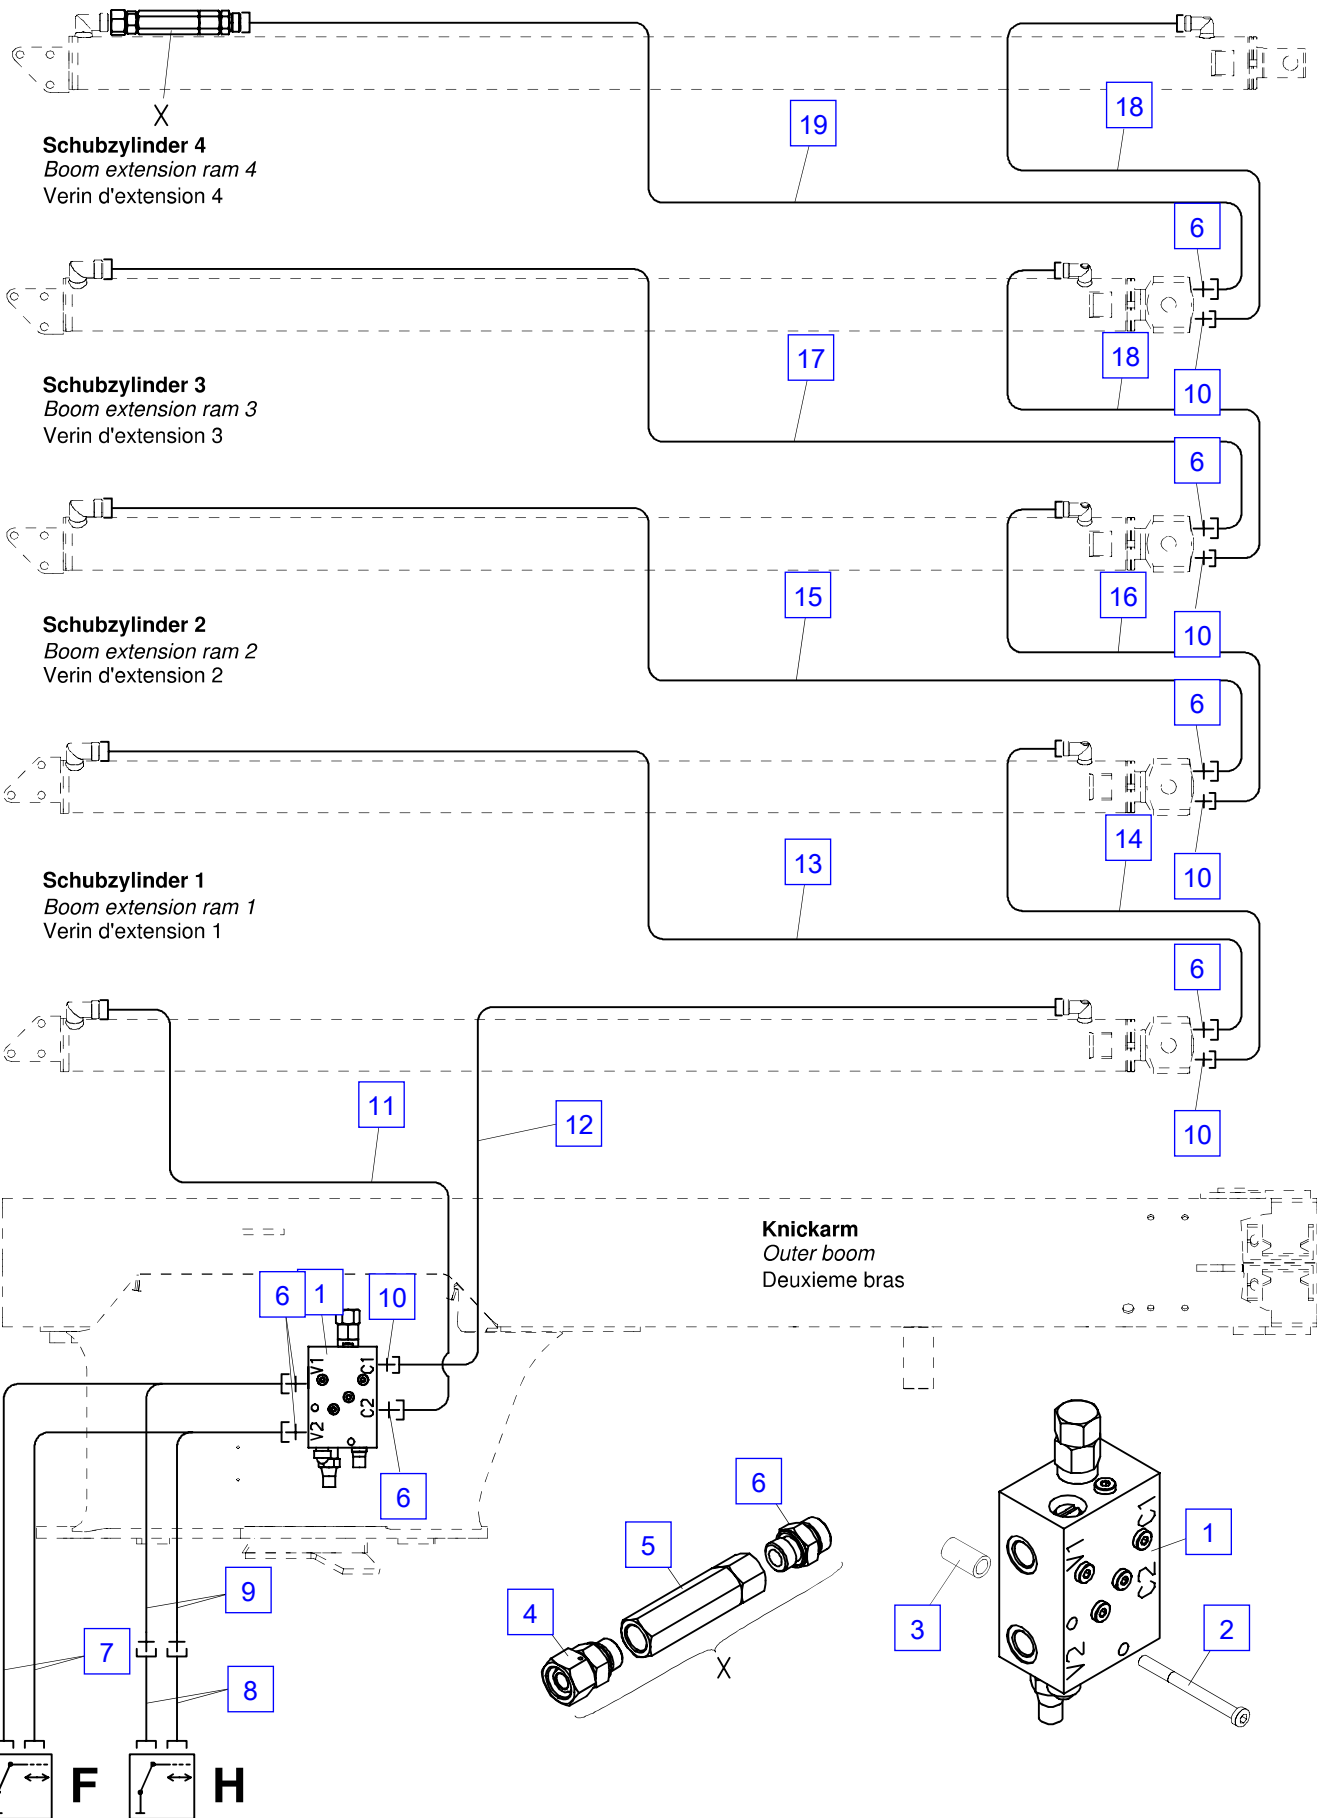 X
19
18
Schubzylinder 4
Boom extension ram 4
Verin d'extension 4
6
17
18
10
Schubzylinder 3
Boom extension ram 3
Verin d'extension 3
6
15
16
10
Schubzylinder 2
Boom extension ram 2
Verin d'extension 2
6
14
13
10
Schubzylinder 1
Boom extension ram 1
Verin d'extension 1
6
11
12
10
Knickarm
Outer boom
Deuxieme bras
6
1
10
V1
C1
V2
C2
6
6
5
4
X
1
3
2
V1
C1
C2
V2
9
7
8
F
H